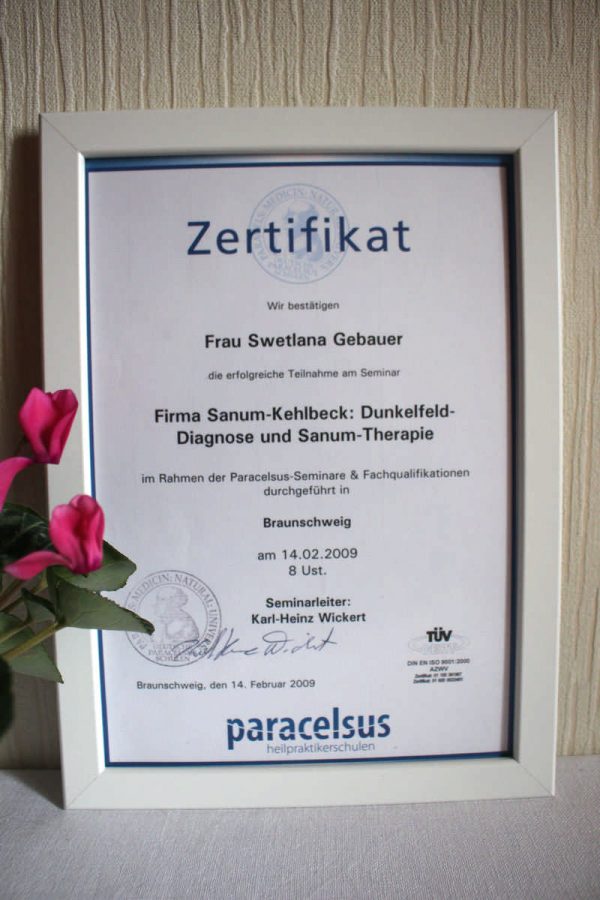 Zertifikat
Wir bestätigen
Frau Swetlana Gebauer
die erfolgreiche Teilnahme am Seminar
Firma Sanum-Kehlbeck: Dunkelfeld-
Diagnose und Sanum-Therapie
im Rahmen der Paracelsus-Seminare & Fachqualifikationen
durchgeführt in
Braunschweig
am 14.02.2009
8 Ust.
Seminarleiter:
Karl-Heinz Wickert
Braunschweig, den 14. Februar 2009
TÜV
CERT
DIN EN ISO 9001:2000
AZWV
paracelsus
heilpraktikerschulen